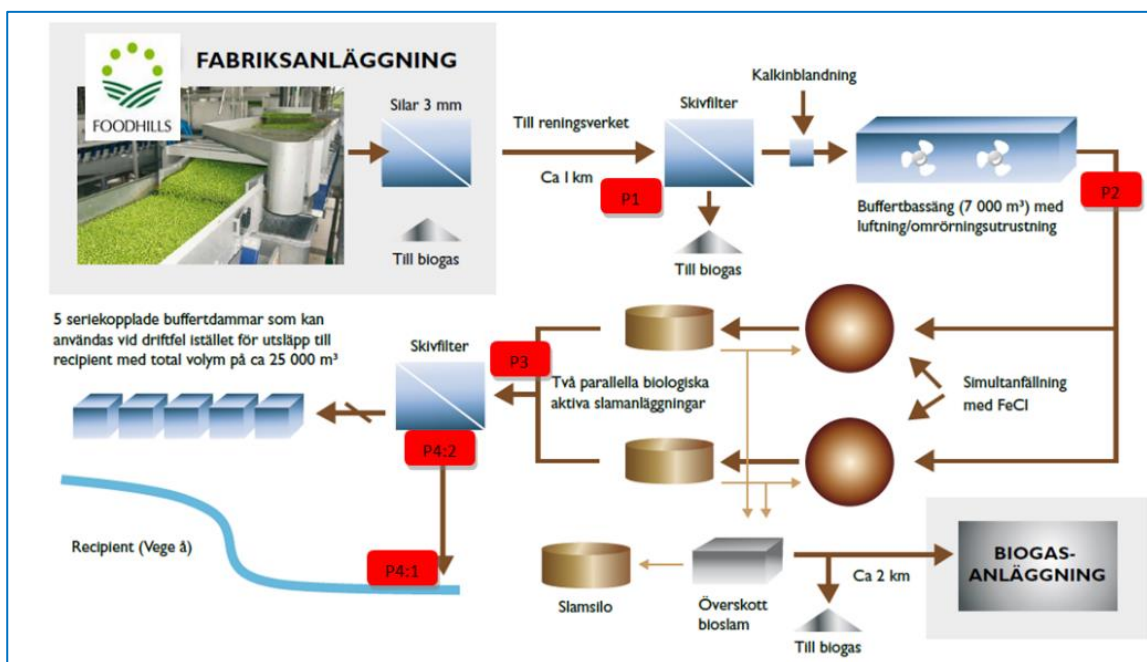 FABRIKSANLÄGGNING
FOODHILLS
Silar 3 mm
Till biogas
Till reningsverket
Ca 1 km
P1
Skivfilter
Till biogas
Kalkinblandning
Buffertbassäng (7 000 m³) med
luftning/omrörningsutrustning
P2
5 seriekopplade buffertdammar som kan
användas vid driftfel istället för utsläpp till
recipient med total volym på ca 25 000 m³
Skivfilter
P3
Två parallella biologiska
aktiva slamanläggningar
Simultanfällning
med FeCl
P4:2
Recipient (Vege å)
P4:1
Slamsilo
Överskott
bioslam
Ca 2 km
Till biogas
BIOGAS-
ANLÄGGNING